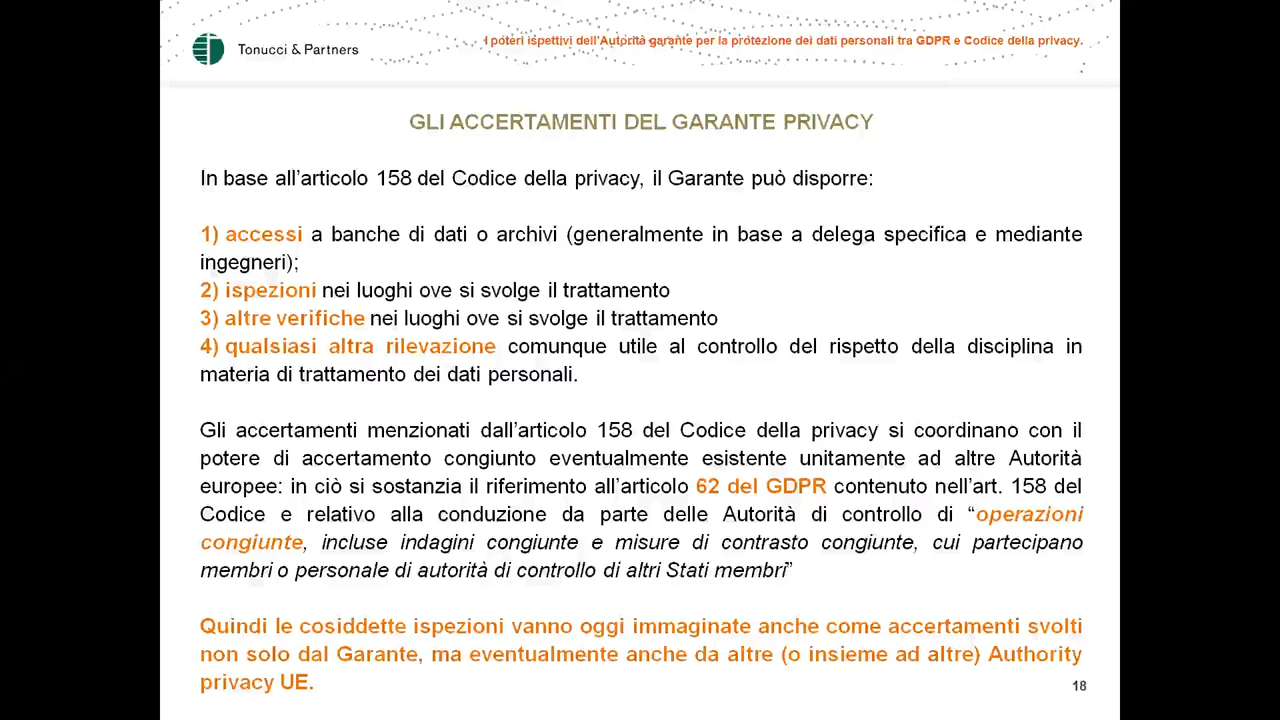 Tonucci & Partners
I poteri ispettivi dell'Autorità garante per la protezione dei dati personali tra GDPR e Codice della privacy.
GLI ACCERTAMENTI DEL GARANTE PRIVACY
In base all'articolo 158 del Codice della privacy, il Garante può disporre:
1) accessi a banche di dati o archivi (generalmente in base a delega specifica e mediante
ingegneri);
2) ispezioni nei luoghi ove si svolge il trattamento
3) altre verifiche nei luoghi ove si svolge il trattamento
4) qualsiasi altra rilevazione comunque utile al controllo del rispetto della disciplina in
materia di trattamento dei dati personali.
Gli accertamenti menzionati dall'articolo 158 del Codice della privacy si coordinano con il
potere di accertamento congiunto eventualmente esistente unitamente ad altre Autorità
europee: in ciò si sostanzia il riferimento all'articolo 62 del GDPR contenuto nell'art. 158 del
Codice e relativo alla conduzione da parte delle Autorità di controllo di “operazioni
congiunte, incluse indagini congiunte e misure di contrasto congiunte, cui partecipano
membri o personale di autorità di controllo di altri Stati membri”
Quindi le cosiddette ispezioni vanno oggi immaginate anche come accertamenti svolti
non solo dal Garante, ma eventualmente anche da altre (o insieme ad altre) Authority
privacy UE.
18